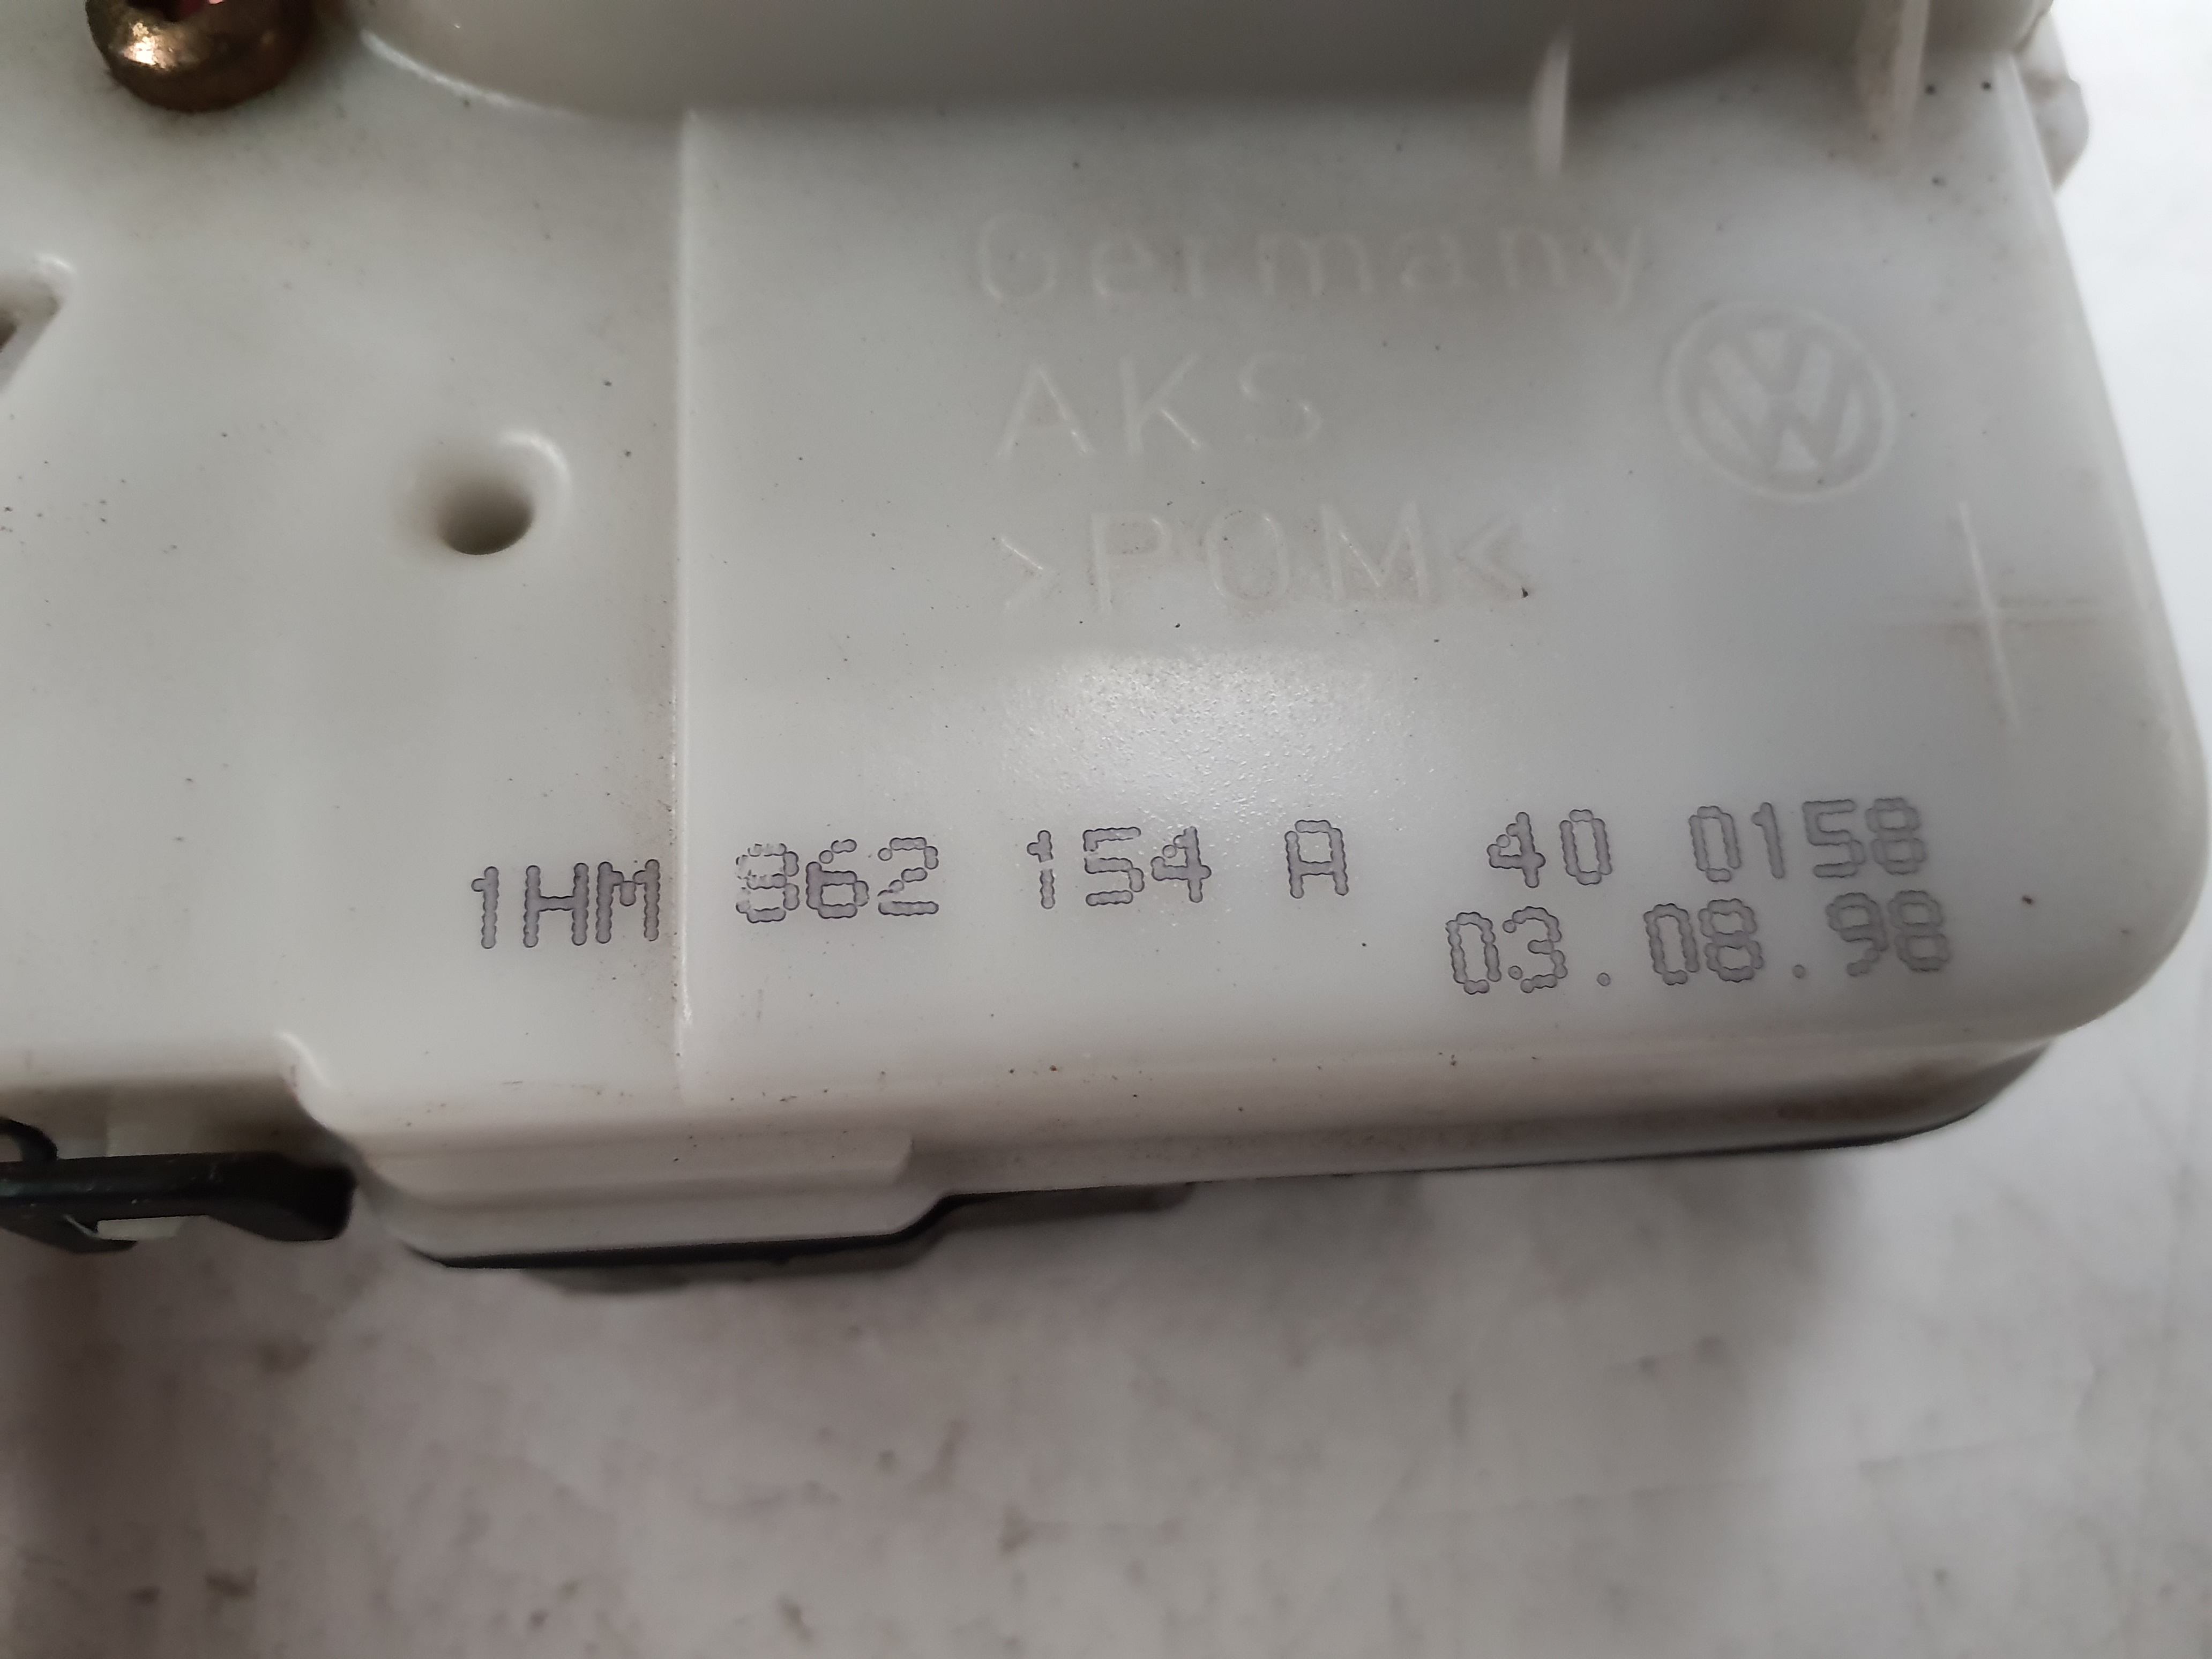 Germany
AKS
>POM<
1HM 862 154 A 40 0158
03.08.98